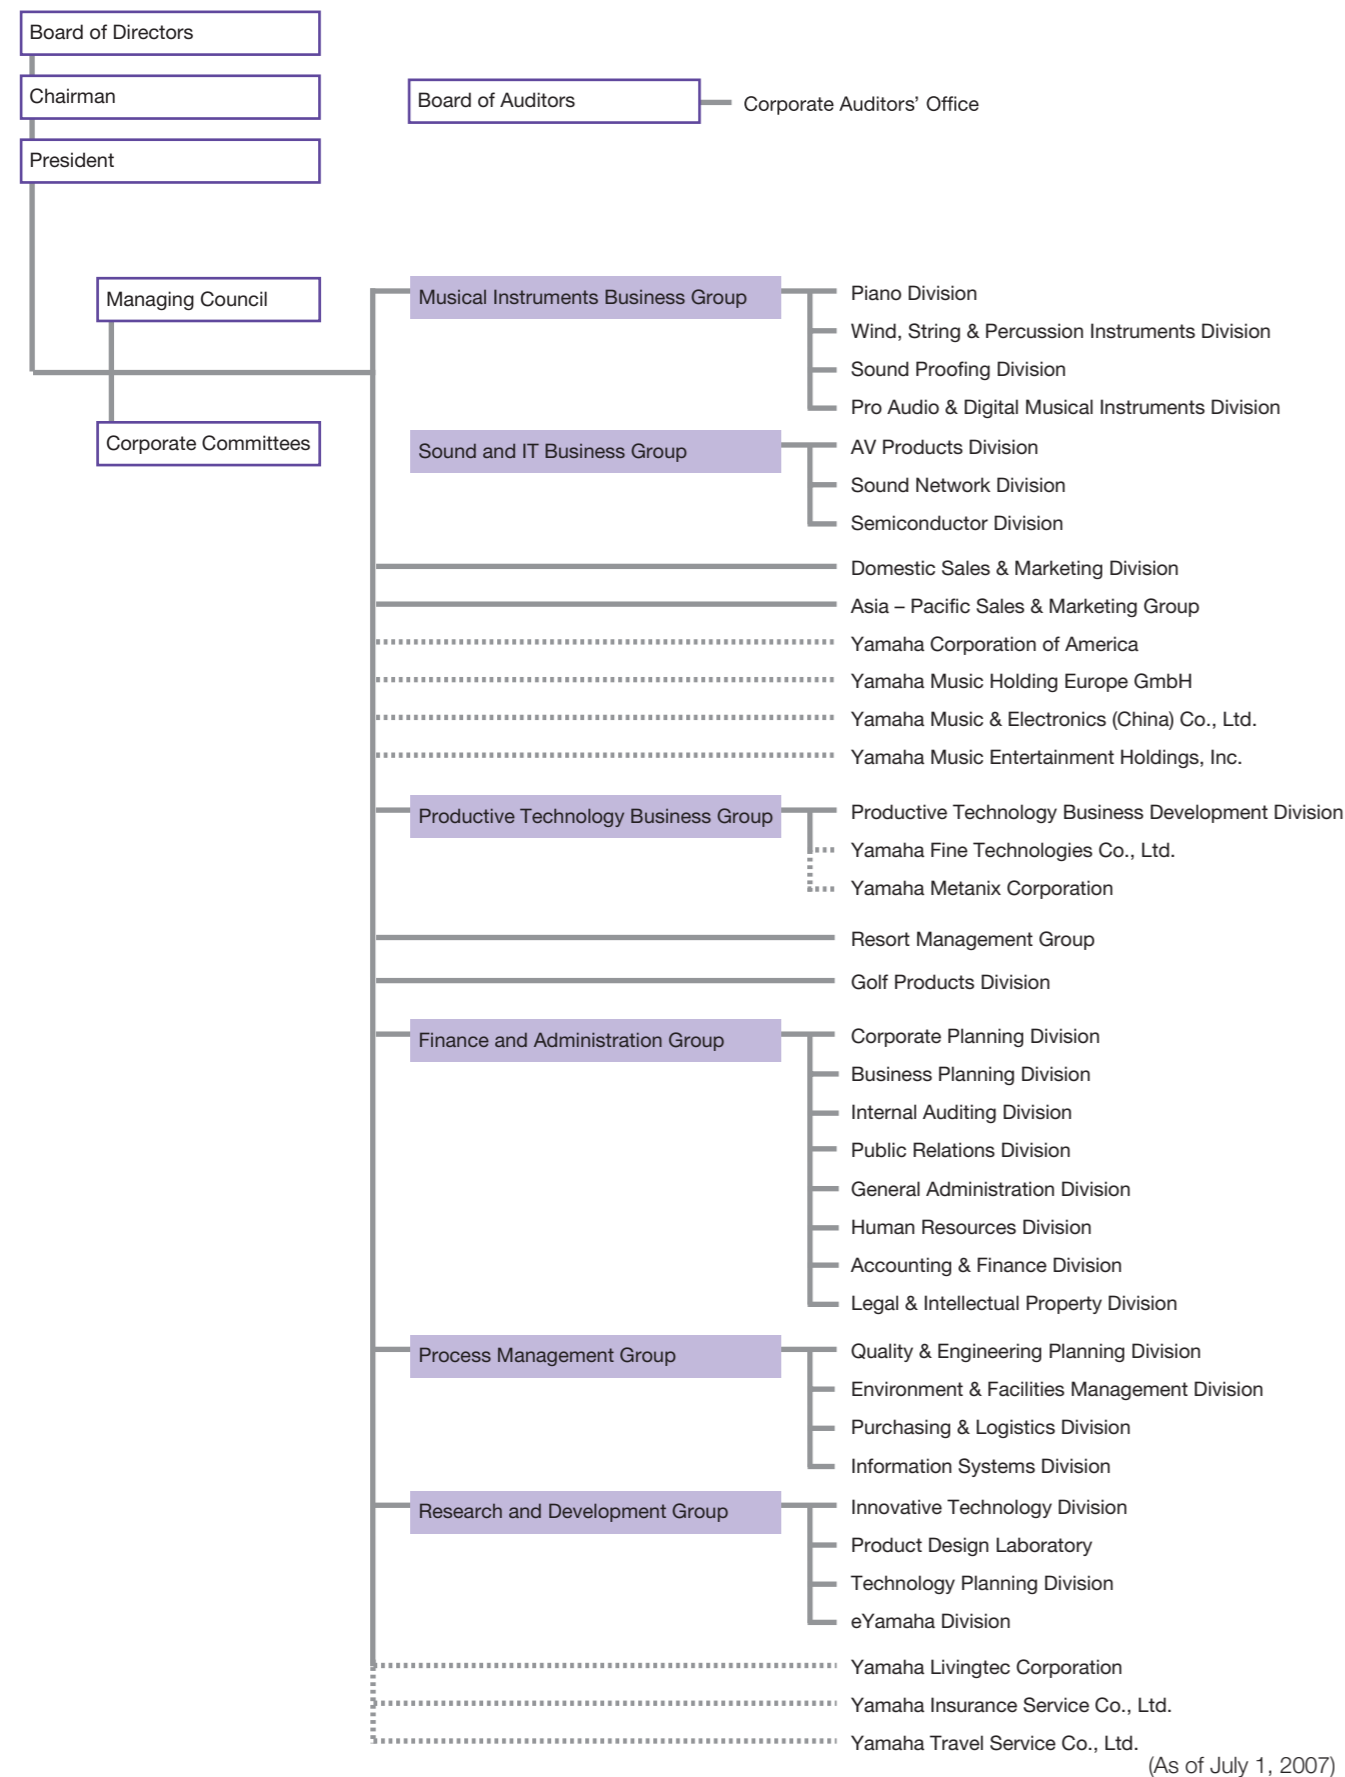 Board of Directors
Chairman
Board of Auditors
Corporate Auditors’ Office
President
Managing Council
Corporate Committees
Musical Instruments Business Group
Piano Division
Wind, String & Percussion Instruments Division
Sound Proofing Division
Pro Audio & Digital Musical Instruments Division
Sound and IT Business Group
AV Products Division
Sound Network Division
Semiconductor Division
Domestic Sales & Marketing Division
Asia – Pacific Sales & Marketing Group
Yamaha Corporation of America
Yamaha Music Holding Europe GmbH
Yamaha Music & Electronics (China) Co., Ltd.
Yamaha Music Entertainment Holdings, Inc.
Productive Technology Business Group
Productive Technology Business Development Division
Yamaha Fine Technologies Co., Ltd.
Yamaha Metanix Corporation
Resort Management Group
Golf Products Division
Finance and Administration Group
Corporate Planning Division
Business Planning Division
Internal Auditing Division
Public Relations Division
General Administration Division
Human Resources Division
Accounting & Finance Division
Legal & Intellectual Property Division
Process Management Group
Quality & Engineering Planning Division
Environment & Facilities Management Division
Purchasing & Logistics Division
Information Systems Division
Research and Development Group
Innovative Technology Division
Product Design Laboratory
Technology Planning Division
eYamaha Division
Yamaha Livingtec Corporation
Yamaha Insurance Service Co., Ltd.
Yamaha Travel Service Co., Ltd.
(As of July 1, 2007)